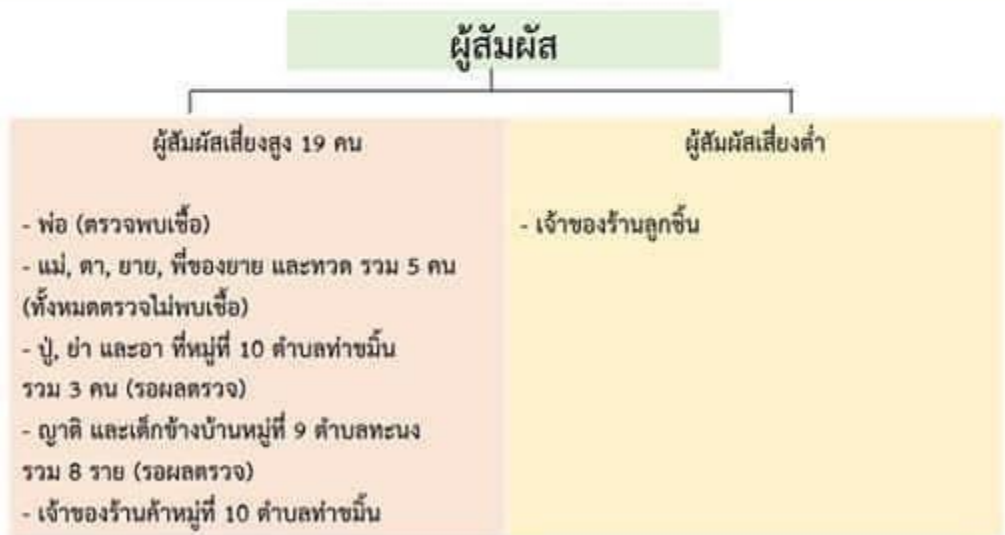 ผู้สัมผัส
ผู้สัมผัสเสี่ยงสูง 19 คน
- พ่อ (ตรวจพบเชื้อ)
- แม่, ตา, ยาย, พี่ของยาย และทวด รวม 5 คน
(ทั้งหมดตรวจไม่พบเชื้อ)
- ปู่, ย่า และอา ที่หมู่ที่ 10 ตำบลท่าขมิ้น
รวม 3 คน (รอผลตรวจ)
- ญาติ และเด็กข้างบ้านหมู่ที่ 9 ตำบลทะนง
รวม 8 ราย (รอผลตรวจ)
- เจ้าของร้านค้าหมู่ที่ 10 ตำบลท่าขมิ้น
ผู้สัมผัสเสี่ยงต่ำ
- เจ้าของร้านลูกชิ้น